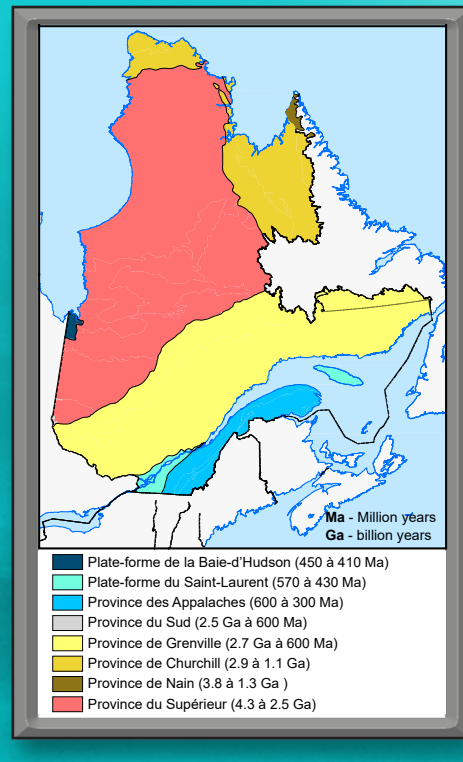 Ma - Million years
Ga - billion years
Plate-forme de la Baie-d'Hudson (450 à 410 Ma)
Plate-forme du Saint-Laurent (570 à 430 Ma)
Province des Appalaches (600 à 300 Ma)
Province du Sud (2.5 Ga à 600 Ma)
Province de Grenville (2.7 Ga à 600 Ma)
Province de Churchill (2.9 à 1.1 Ga)
Province de Nain (3.8 à 1.3 Ga )
Province du Supérieur (4.3 à 2.5 Ga)